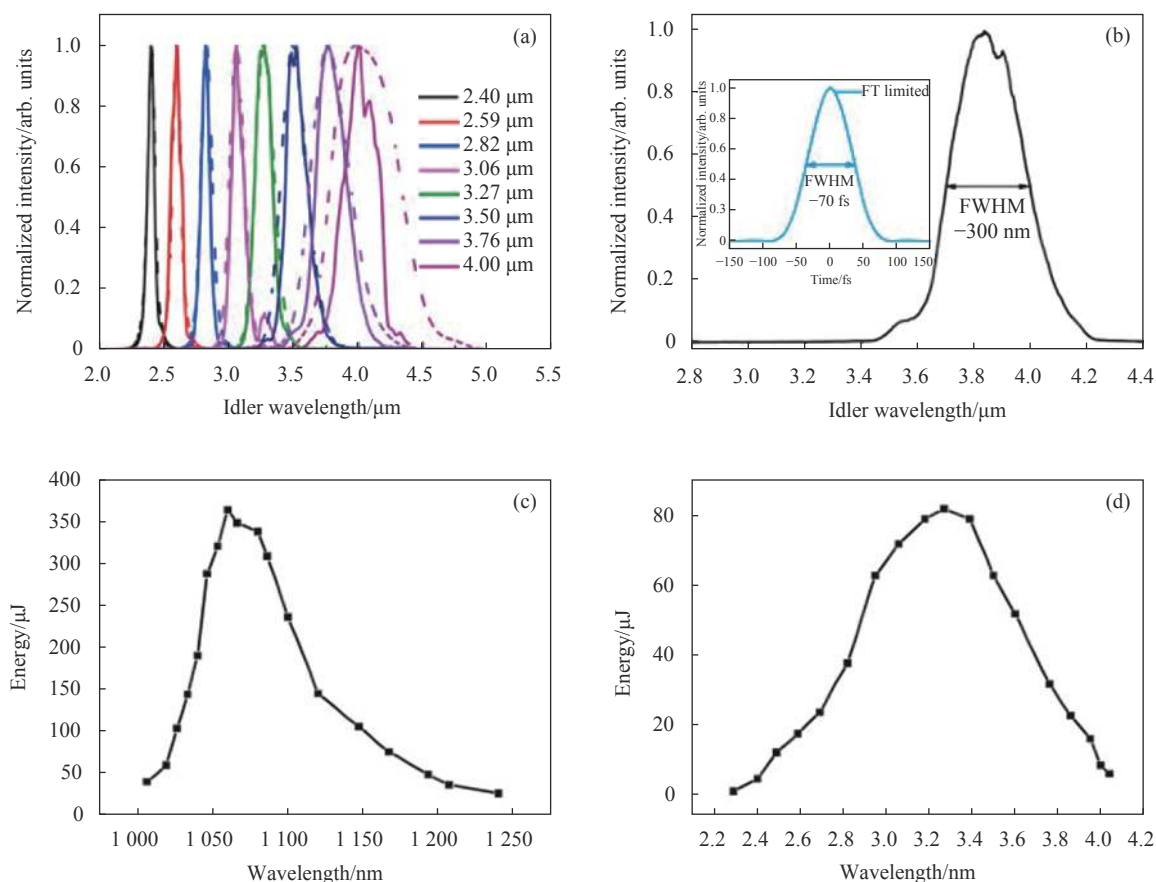 (a)
Normalized intensity/arb. units
1.0
0.8
0.6
0.4
0.2
0
2.40 μm
2.59 μm
2.82 μm
3.06 μm
3.27 μm
3.50 μm
3.76 μm
4.00 μm
2.0 2.5 3.0 3.5 4.0 4.5 5.0 5.5
Idler wavelength/μm
(b)
Normalized intensity/arb. units
1.0
0.8
0.6
0.4
0.2
0
Normalized intensity/arb. units
1.0
0.9
0.6
0.4
0.3
0
FT limited
FWHM
−70 fs
−150 −100 −50 0 50 100 150
Time/fs
FWHM
−300 nm
2.8 3.0 3.2 3.4 3.6 3.8 4.0 4.2 4.4
Idler wavelength/μm
(c)
Energy/μJ
400
350
300
250
200
150
100
50
0
1 000 1 050 1 100 1 150 1 200 1 250
Wavelength/nm
(d)
Energy/μJ
80
60
40
20
0
2.2 2.4 2.6 2.8 3.0 3.2 3.4 3.6 3.8 4.0 4.2
Wavelength/nm